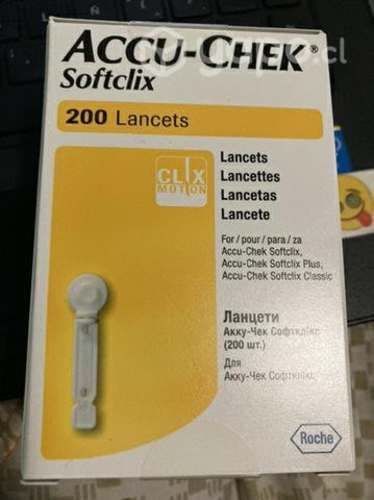 ACCU-CHEK®
Softclix
200 Lancets
CLIX
MOTION
Lancets
Lancettes
Lancetas
Lancete
For / pour / para / za
Accu-Chek Softclix,
Accu-Chek Softclix Plus,
Accu-Chek Softclix Classic
Ланцети
Акку-Чек Софтклікс
(200 шт.)
Для
Акку-Чек Софтклікс
Roche